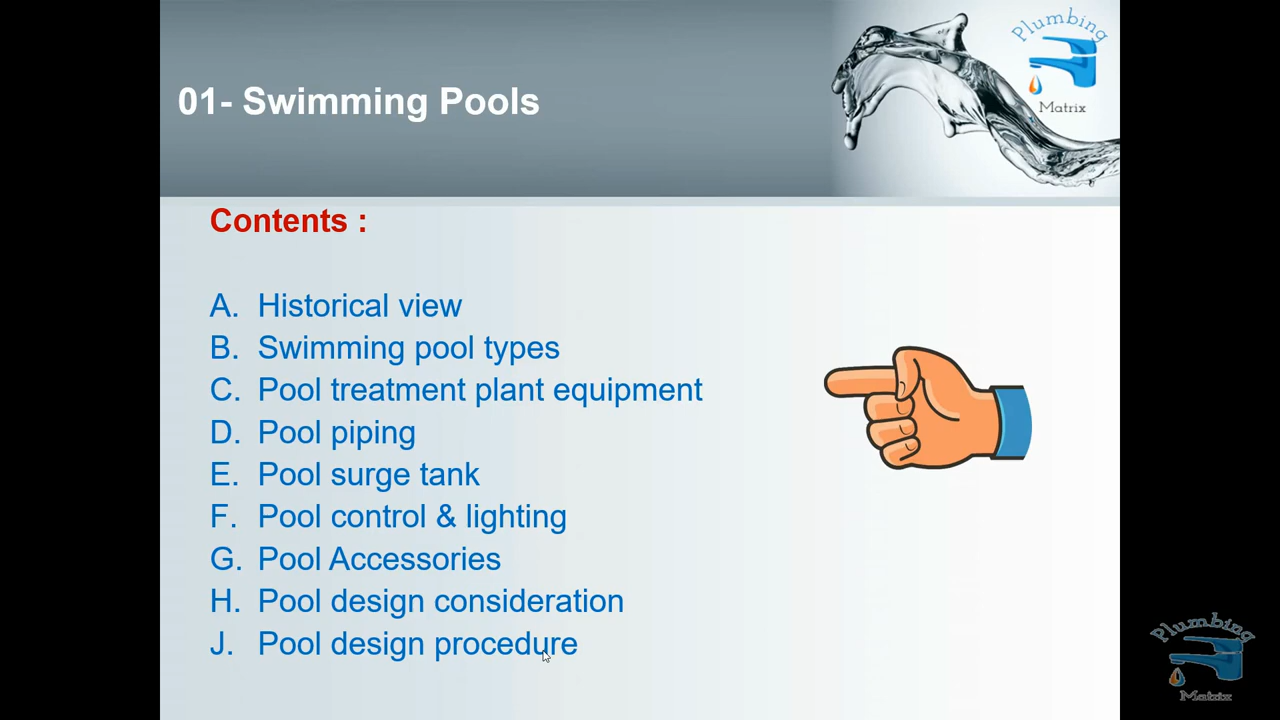 Plumbing
Matrix
01- Swimming Pools
Contents :
A. Historical view
B. Swimming pool types
C. Pool treatment plant equipment
D. Pool piping
E. Pool surge tank
F. Pool control & lighting
G. Pool Accessories
H. Pool design consideration
J. Pool design procedure
Plumbing
Matrix